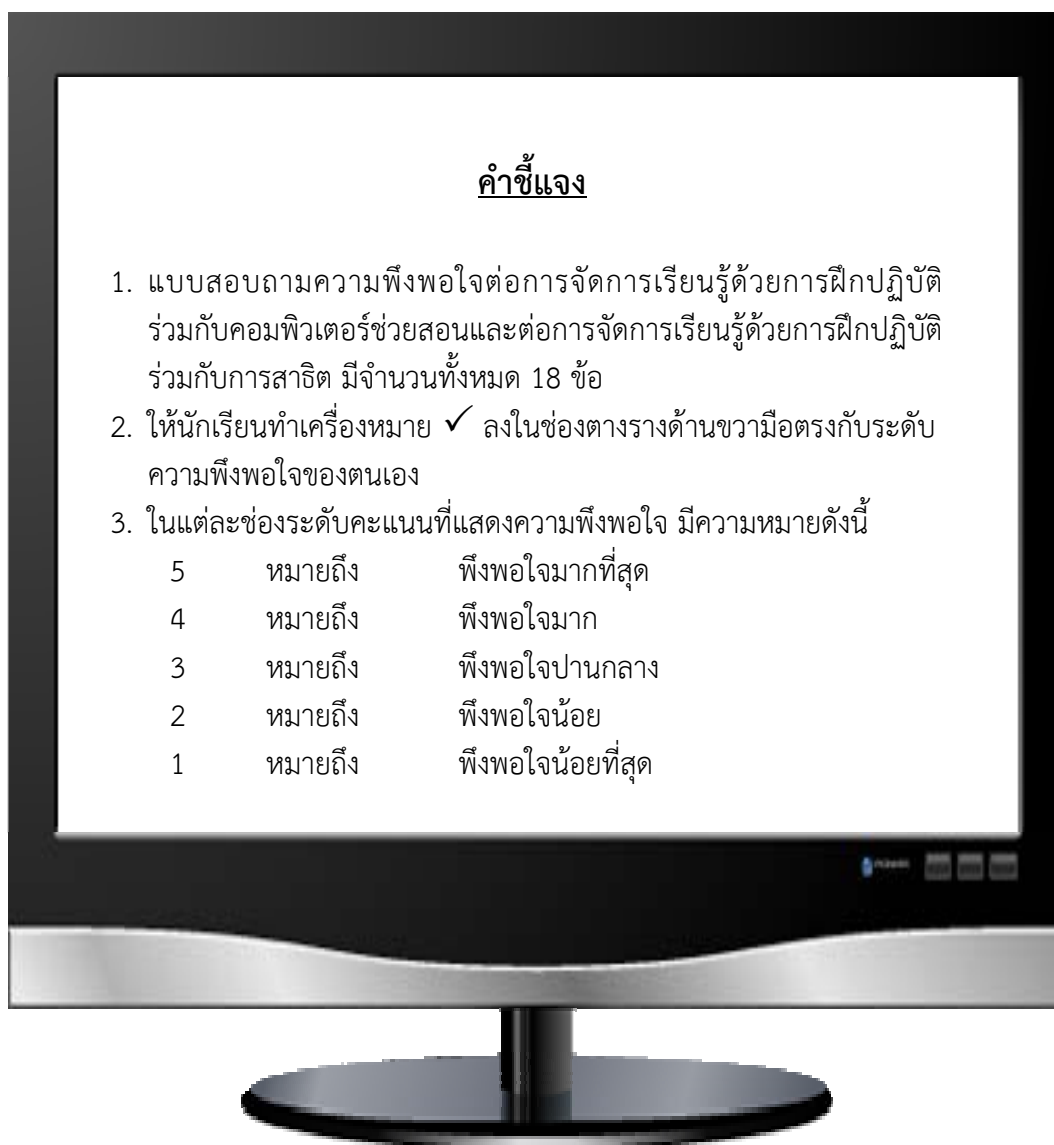 คำชี้แจง
1. แบบสอบถามความพึงพอใจต่อการจัดการเรียนรู้ด้วยการฝึกปฏิบัติ
ร่วมกับคอมพิวเตอร์ช่วยสอนและต่อการจัดการเรียนรู้ด้วยการฝึกปฏิบัติ
ร่วมกับการสาธิต มีจำนวนทั้งหมด 18 ข้อ
2. ให้นักเรียนทำเครื่องหมาย ✓ ลงในช่องตางรางด้านขวามือตรงกับระดับ
ความพึงพอใจของตนเอง
3. ในแต่ละช่องระดับคะแนนที่แสดงความพึงพอใจ มีความหมายดังนี้
5 หมายถึง พึงพอใจมากที่สุด
4 หมายถึง พึงพอใจมาก
3 หมายถึง พึงพอใจปานกลาง
2 หมายถึง พึงพอใจน้อย
1 หมายถึง พึงพอใจน้อยที่สุด